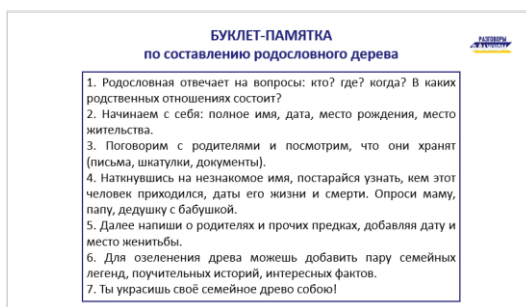 БУКЛЕТ-ПАМЯТКА
по составлению родословного дерева
РАЗГОВОРЫ
1. Родословная отвечает на вопросы: кто? где? когда? В каких
родственных отношениях состоит?
2. Начинаем с себя: полное имя, дата, место рождения, место
жительства.
3. Поговорим с родителями и посмотрим, что они хранят
(письма, шкатулки, документы).
4. Наткнувшись на незнакомое имя, постарайся узнать, кем этот
человек приходился, даты его жизни и смерти. Опроси маму,
папу, дедушку с бабушкой.
5. Далее напиши о родителях и прочих предках, добавляя дату и
место женитьбы.
6. Для озеленения древа можешь добавить пару семейных
легенд, поучительных историй, интересных фактов.
7. Ты украсишь своё семейное древо собою!